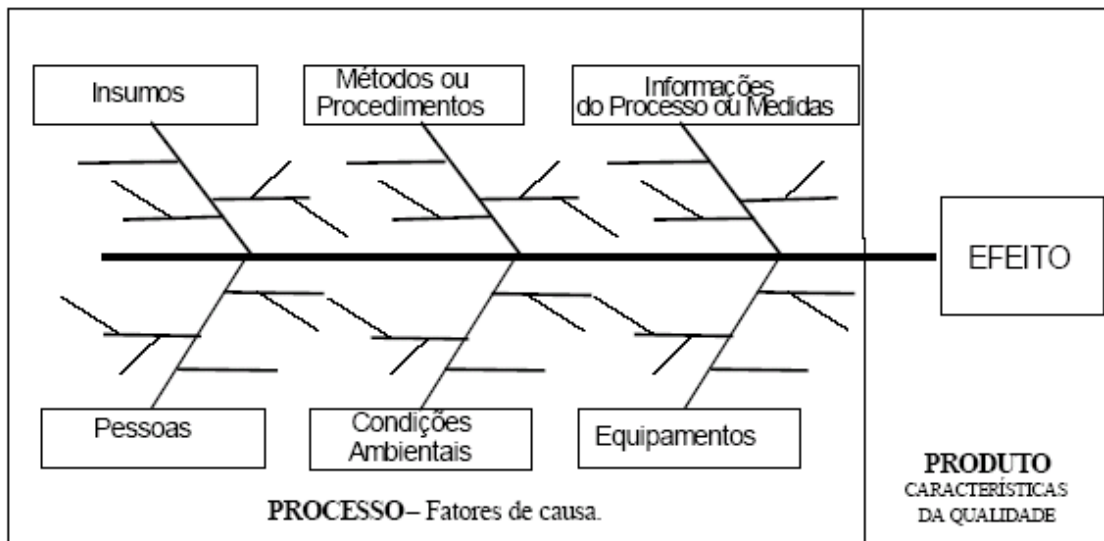 Insumos
Métodos ou
Procedimentos
Informações
do Processo ou Medidas
EFEITO
Pessoas
Condições
Ambientais
Equipamentos
PROCESSO – Fatores de causa.
PRODUTO
CARACTERÍSTICAS
DA QUALIDADE